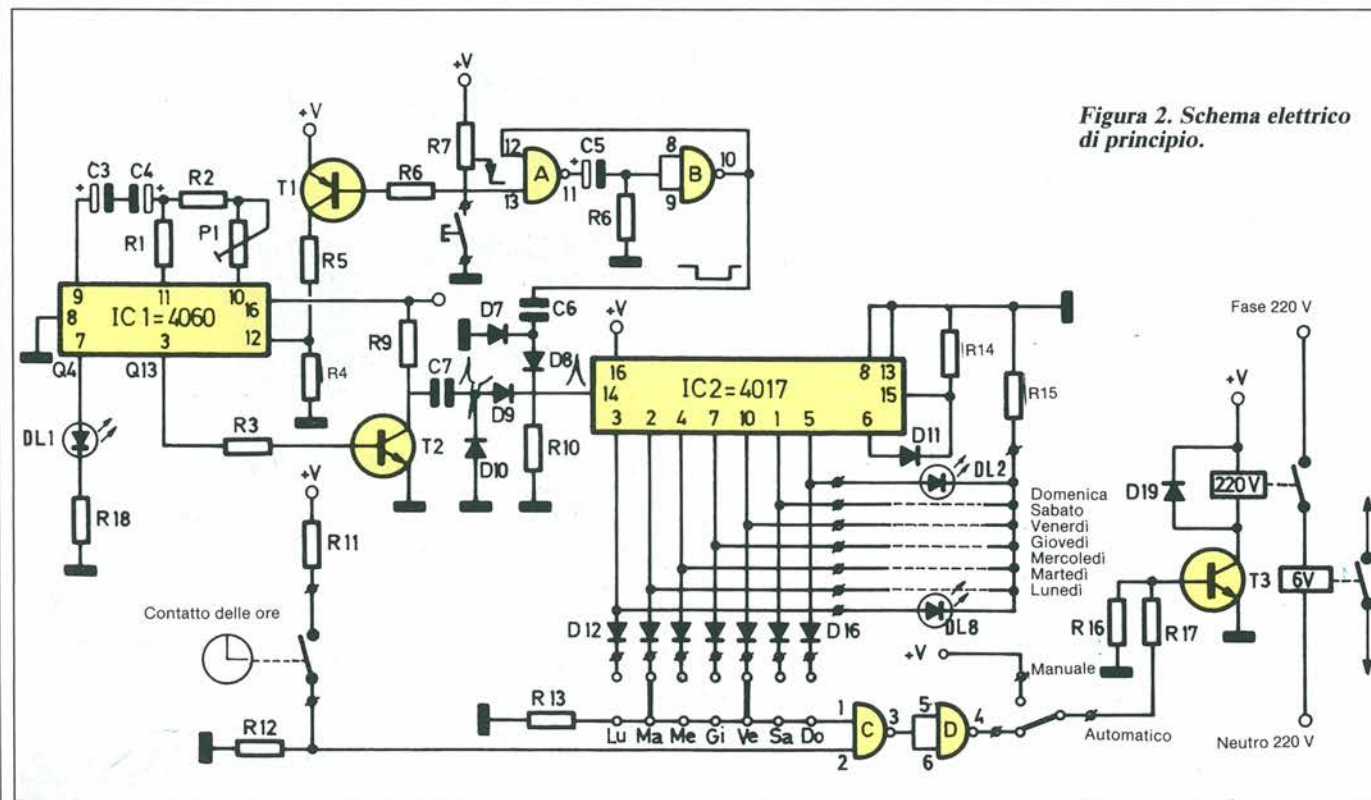 Figura 2. Schema elettrico
di principio.
+V
+V
C3 C4 R2
+ +
T1
R6
R7
12
13
A
11
+
C5
R6
8
9
B
10
R1
P1
R5
E
9 11 10 16
8
IC 1=4060
7 3 12
Q4 Q13
R4
R9
D7
C6
D8
C7
D9
D10
R10
+V
16
14
IC2=4017
8 13
15
3 2 4 7 10 1 5 6
R14
R15
D11
DL1
R3
T2
R 18
+V
R11
Contatto delle ore
DL2
Domenica
Sabato
Venerdì
Giovedì
Mercoledì
Martedì
Lunedì
DL8
D12
D16
Fase 220 V
+V
D19
220 V
T3
6V
R 16
R17
+V
Manuale
Automatico
Neutro 220 V
R 13
Lu Ma Me Gi Ve Sa Do
R12
1
2
C
3
5
6
D
4